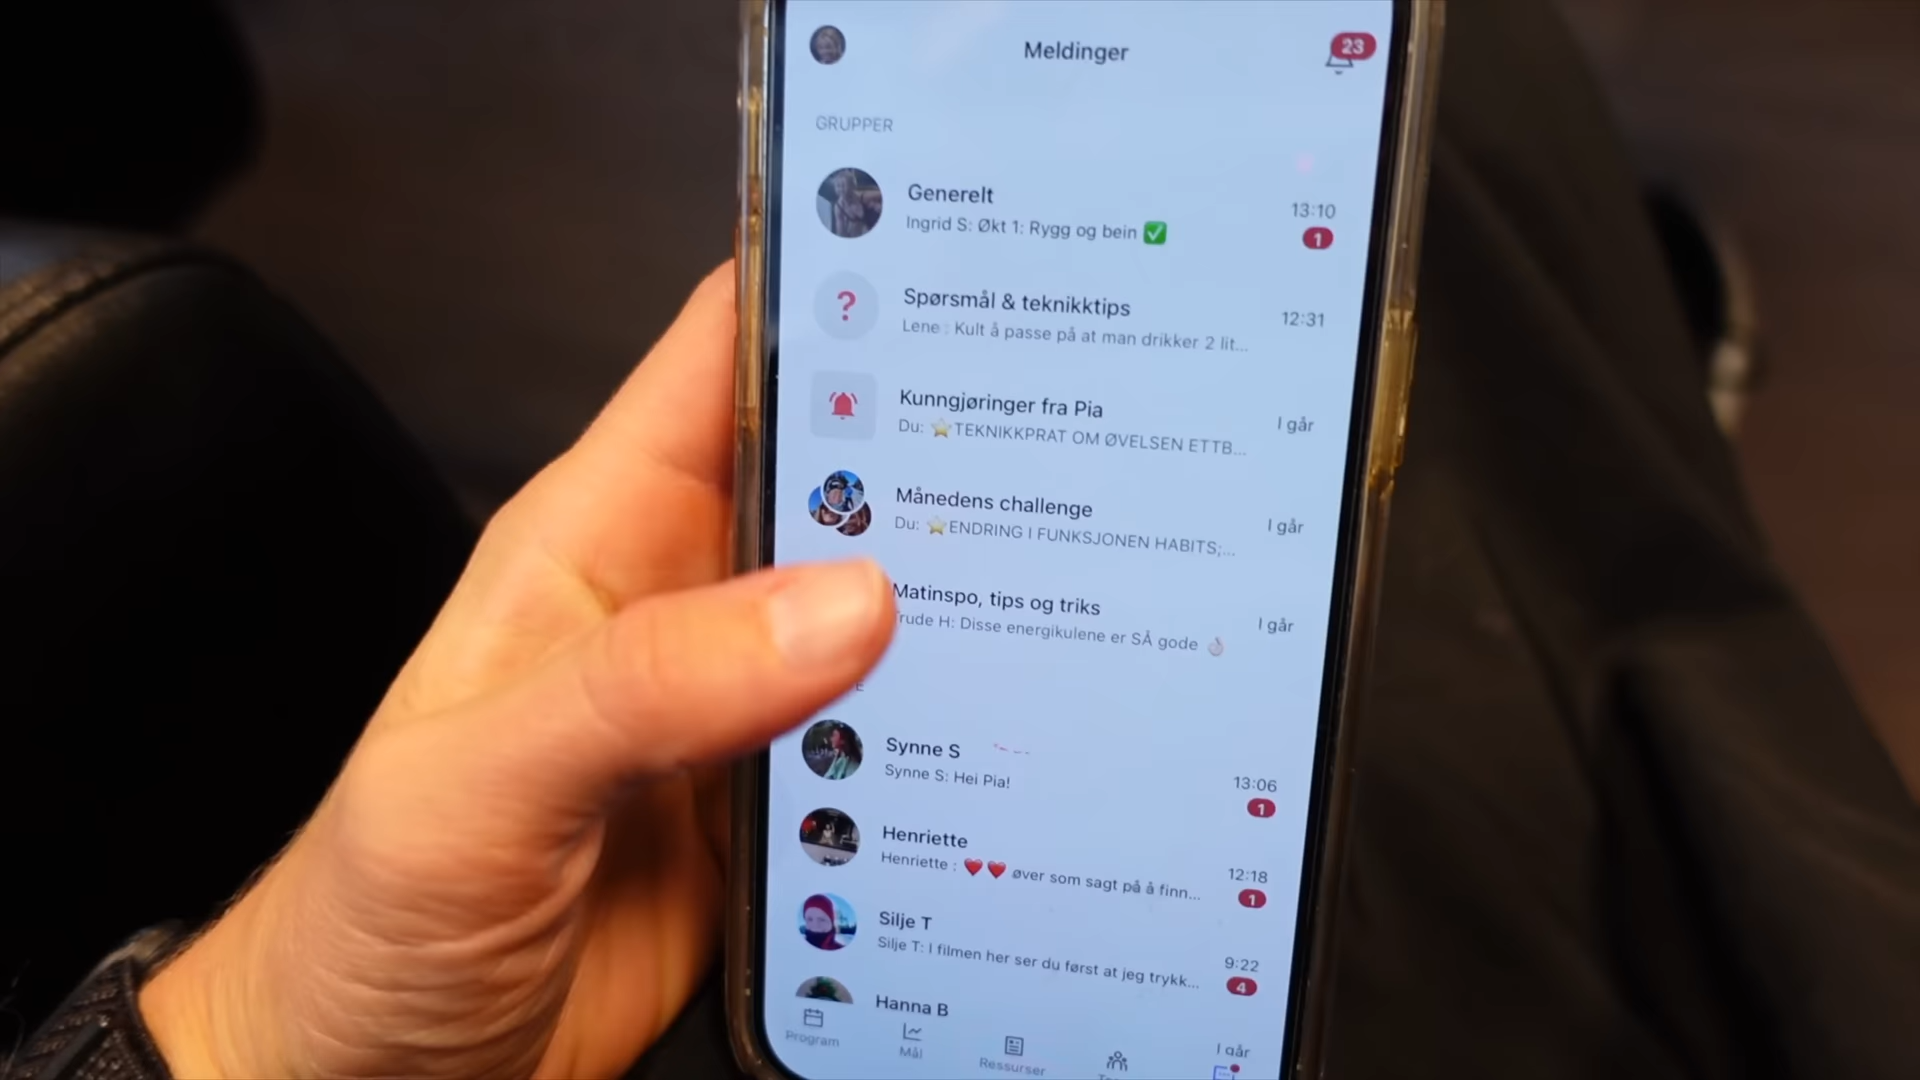 Meldinger
23
GRUPPER
Generelt
13:10
Ingrid S: Økt 1: Rygg og bein ✅
1
?
Spørsmål & teknikktips
12:31
Lene : Kult å passe på at man drikker 2 lit...
Kunngjøringer fra Pia
I går
Du: ⭐TEKNIKKPRAT OM ØVELSEN ETTB...
Månedens challenge
I går
Du: ⭐ENDRING I FUNKSJONEN HABITS;...
Matinspo, tips og triks
I går
rude H: Disse energikulene er SÅ gode 👌
E
Synne S
13:06
Synne S: Hei Pia!
1
Henriette
12:18
Henriette : ❤️❤️ øver som sagt på å finn...
1
Silje T
9:22
Silje T: I filmen her ser du først at jeg trykk...
4
Hanna B
I går
Program
Mål
Ressurser